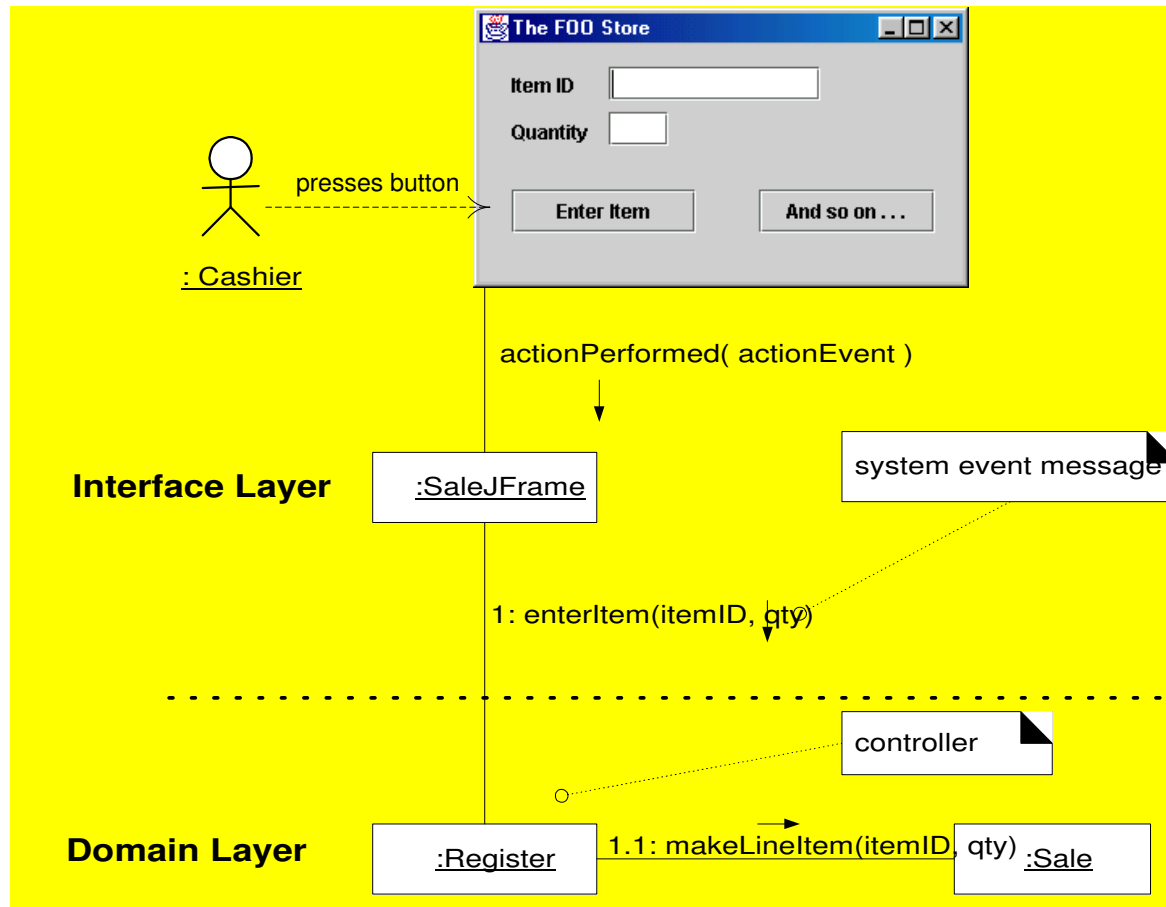 The FOO Store
Item ID
Quantity
presses button
Enter Item
And so on . . .
: Cashier
actionPerformed( actionEvent )
system event message
Interface Layer
:SaleJFrame
1: enterItem(itemID, qty)
controller
Domain Layer
:Register
1.1: makeLineItem(itemID, qty)
:Sale